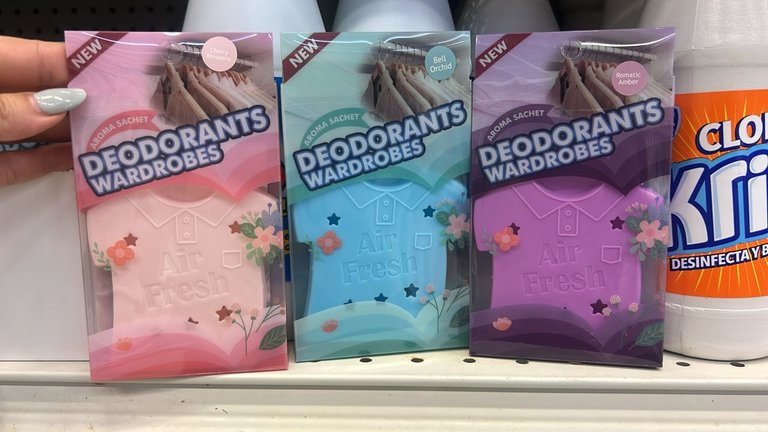 NEW
Cherry
Blossom
AROMA SACHET
DEODORANTS
WARDROBES
Air
Fresh
NEW
Bell
Orchid
AROMA SACHET
DEODORANTS
WARDROBES
Air
Fresh
NEW
Romatic
Amber
AROMA SACHET
DEODORANTS
WARDROBES
Air
Fresh
CLO
Kri
DESINFECTA Y B